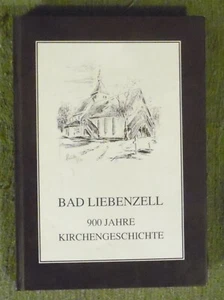 BAD LIEBENZELL
900 JAHRE
KIRCHENGESCHICHTE